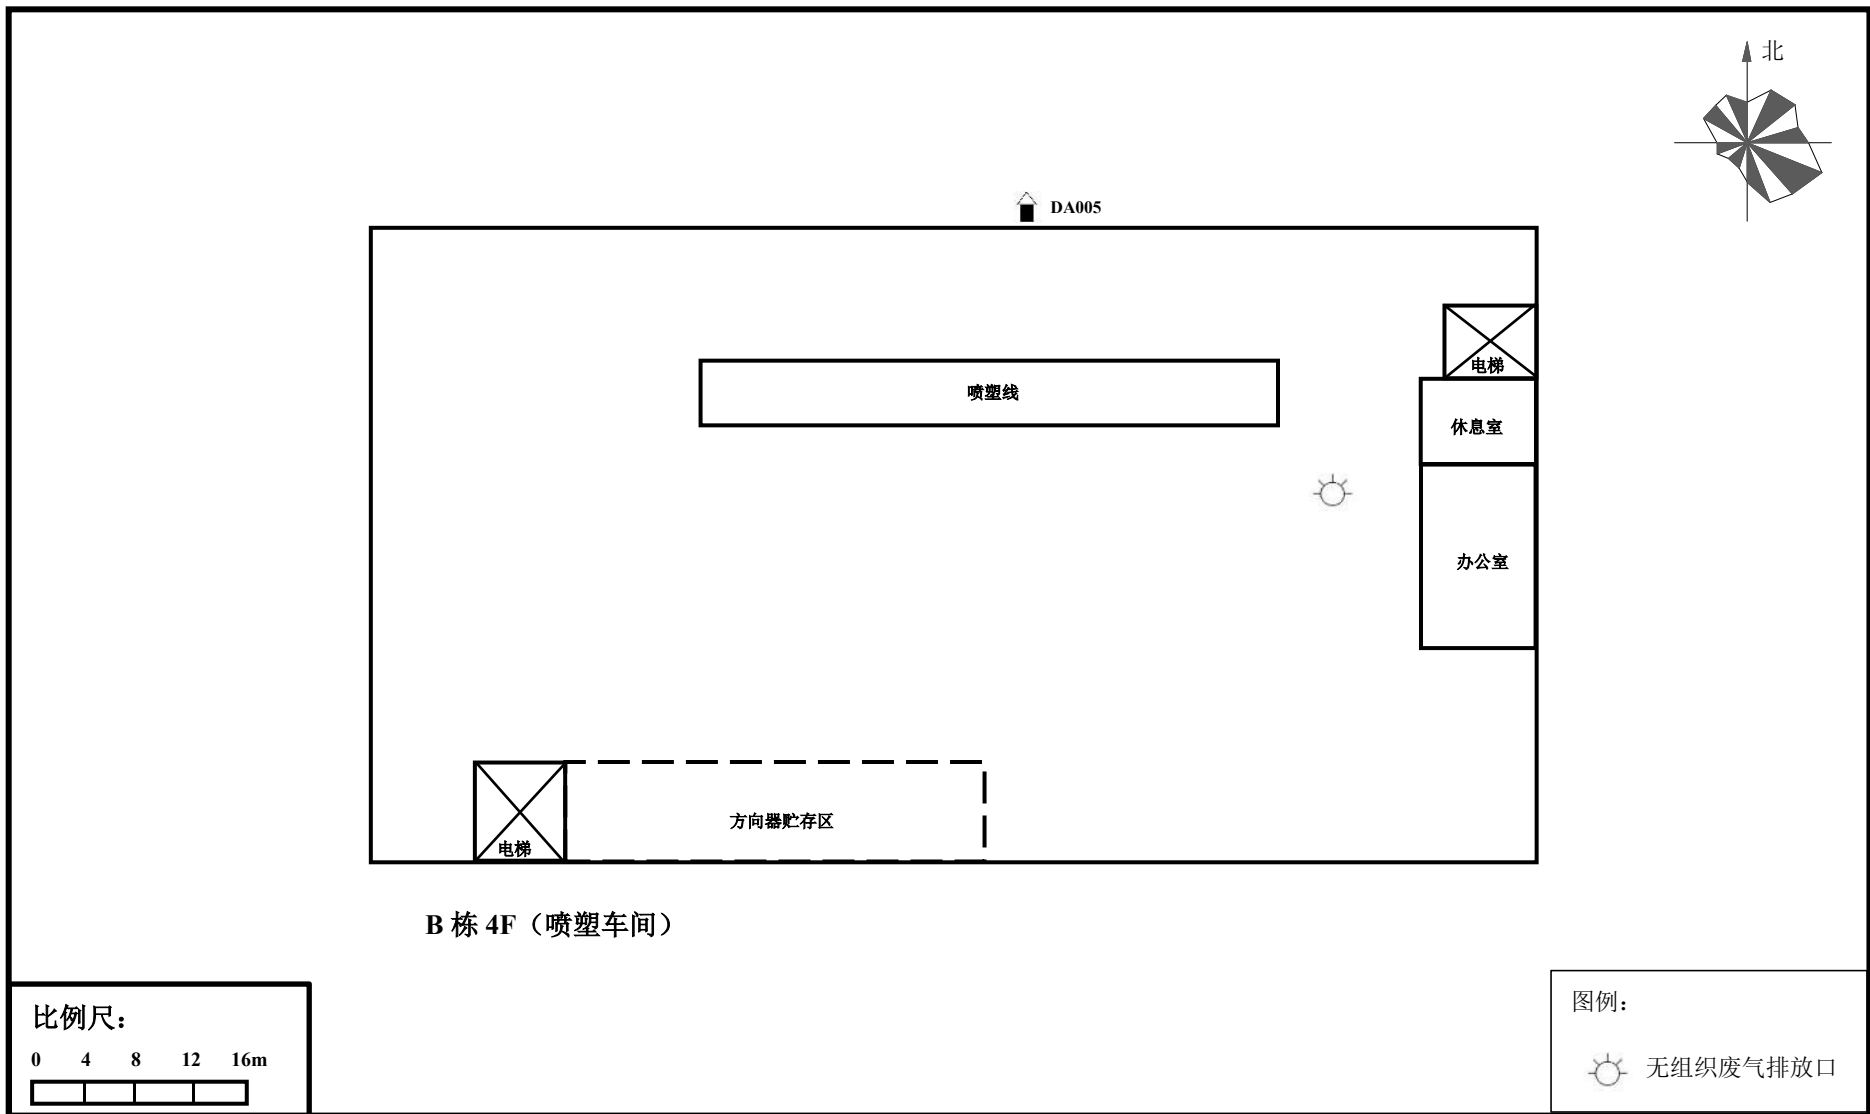 北
DA005
电梯
喷塑线
休息室
办公室
方向器贮存区
电梯
B 栋 4F（喷塑车间）
比例尺：
0 4 8 12 16m
图例：
无组织废气排放口